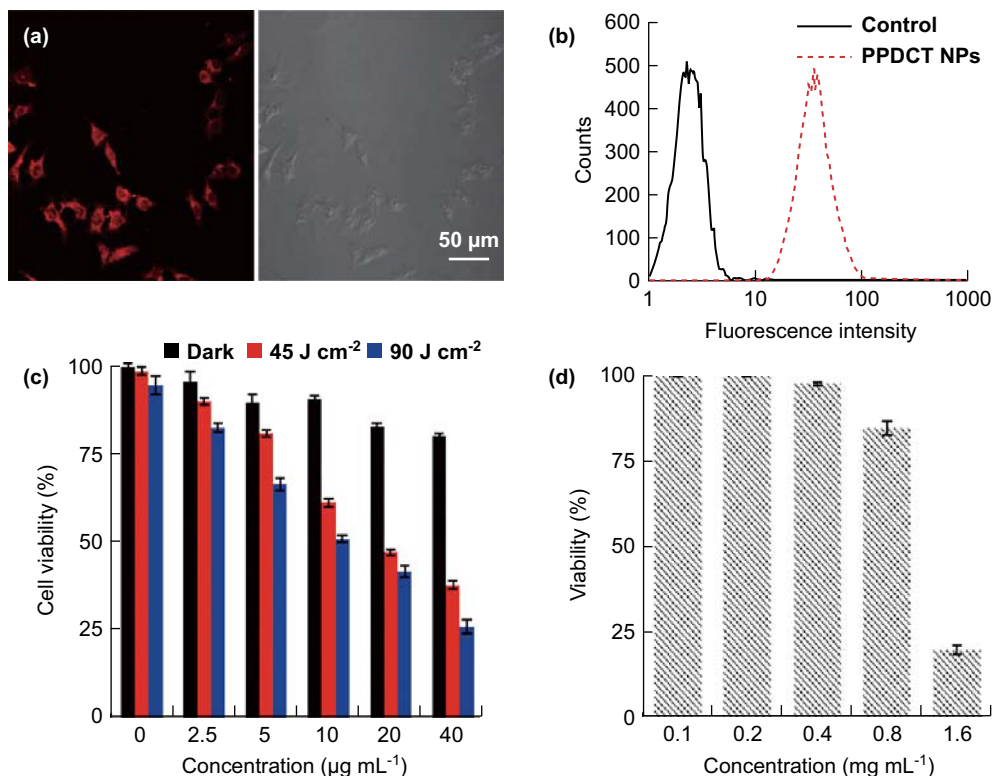 (a)
50 µm
(b)
Control
PPDCT NPs
600
500
400
300
200
100
0
Counts
1 10 100 1000
Fluorescence intensity
(c)
Dark 45 J cm⁻² 90 J cm⁻²
100
75
50
25
0
Cell viability (%)
0 2.5 5 10 20 40
Concentration (µg mL⁻¹)
(d)
100
75
50
25
0
Viability (%)
0.1 0.2 0.4 0.8 1.6
Concentration (mg mL⁻¹)